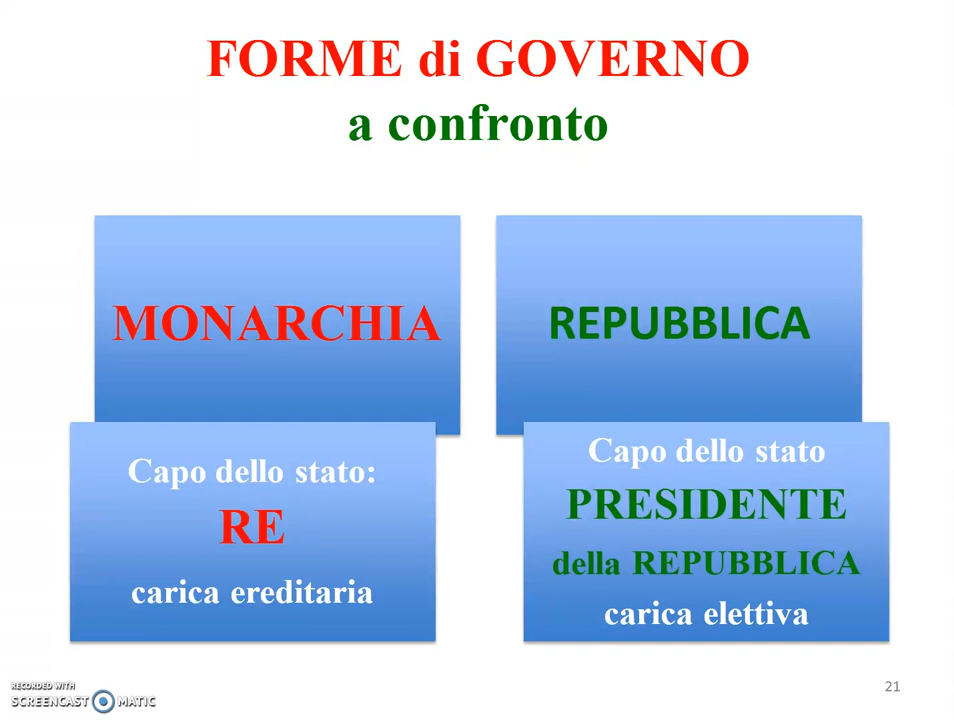 FORME di GOVERNO
a confronto
MONARCHIA
REPUBBLICA
Capo dello stato:
RE
carica ereditaria
Capo dello stato
PRESIDENTE
della REPUBBLICA
carica elettiva
RECORDED WITH
SCREENCAST MATIC
21